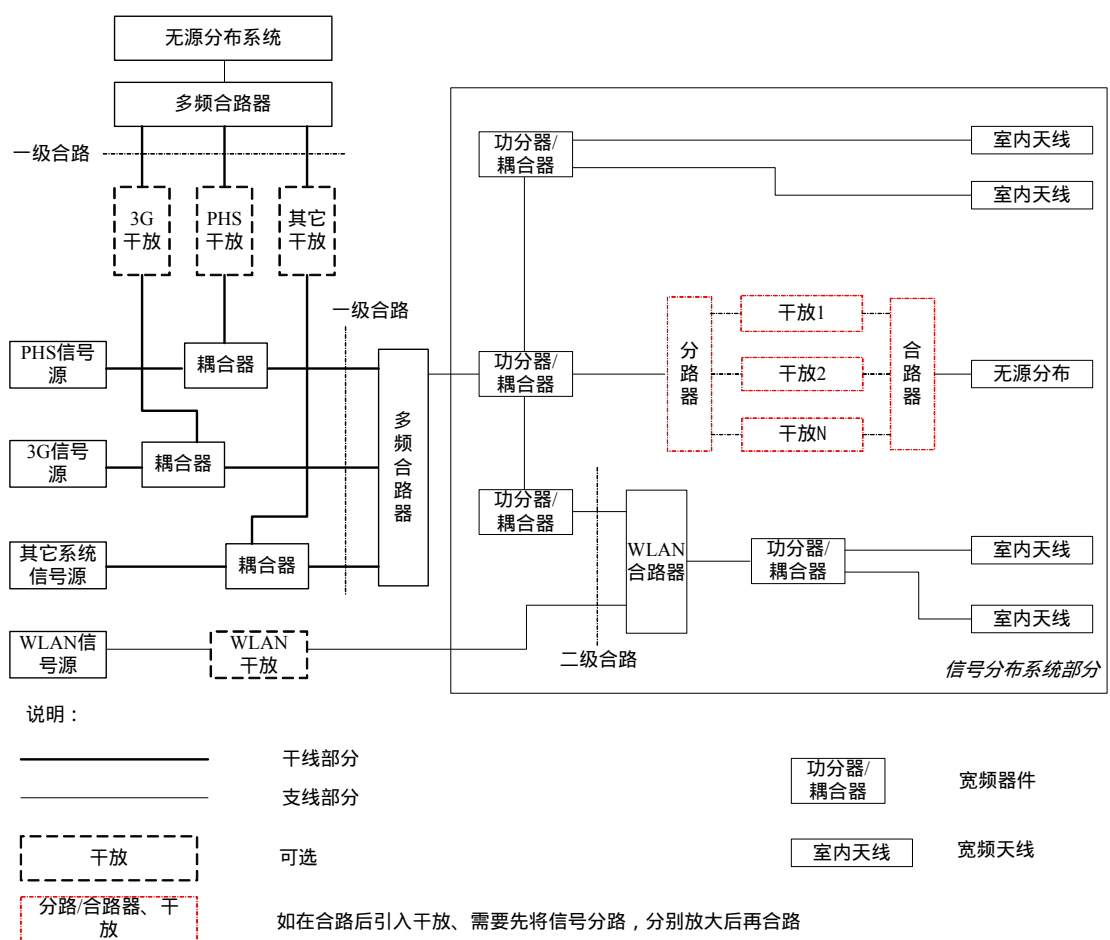 无源分布系统
多频合路器
一级合路
3G
干放
PHS
干放
其它
干放
一级合路
PHS信号
源
耦合器
3G信号
源
耦合器
其它系统
信号源
耦合器
多
频
合
路
器
WLAN信
号源
WLAN
干放
功分器/
耦合器
室内天线
室内天线
功分器/
耦合器
分
路
器
干放1
干放2
干放N
合
路
器
无源分布
功分器/
耦合器
WLAN
合路器
功分器/
耦合器
室内天线
室内天线
二级合路
信号分布系统部分
说明：
干线部分
支线部分
干放
可选
分路/合路器、干
放
如在合路后引入干放、需要先将信号分路，分别放大后再合路
功分器/
耦合器
宽频器件
室内天线
宽频天线